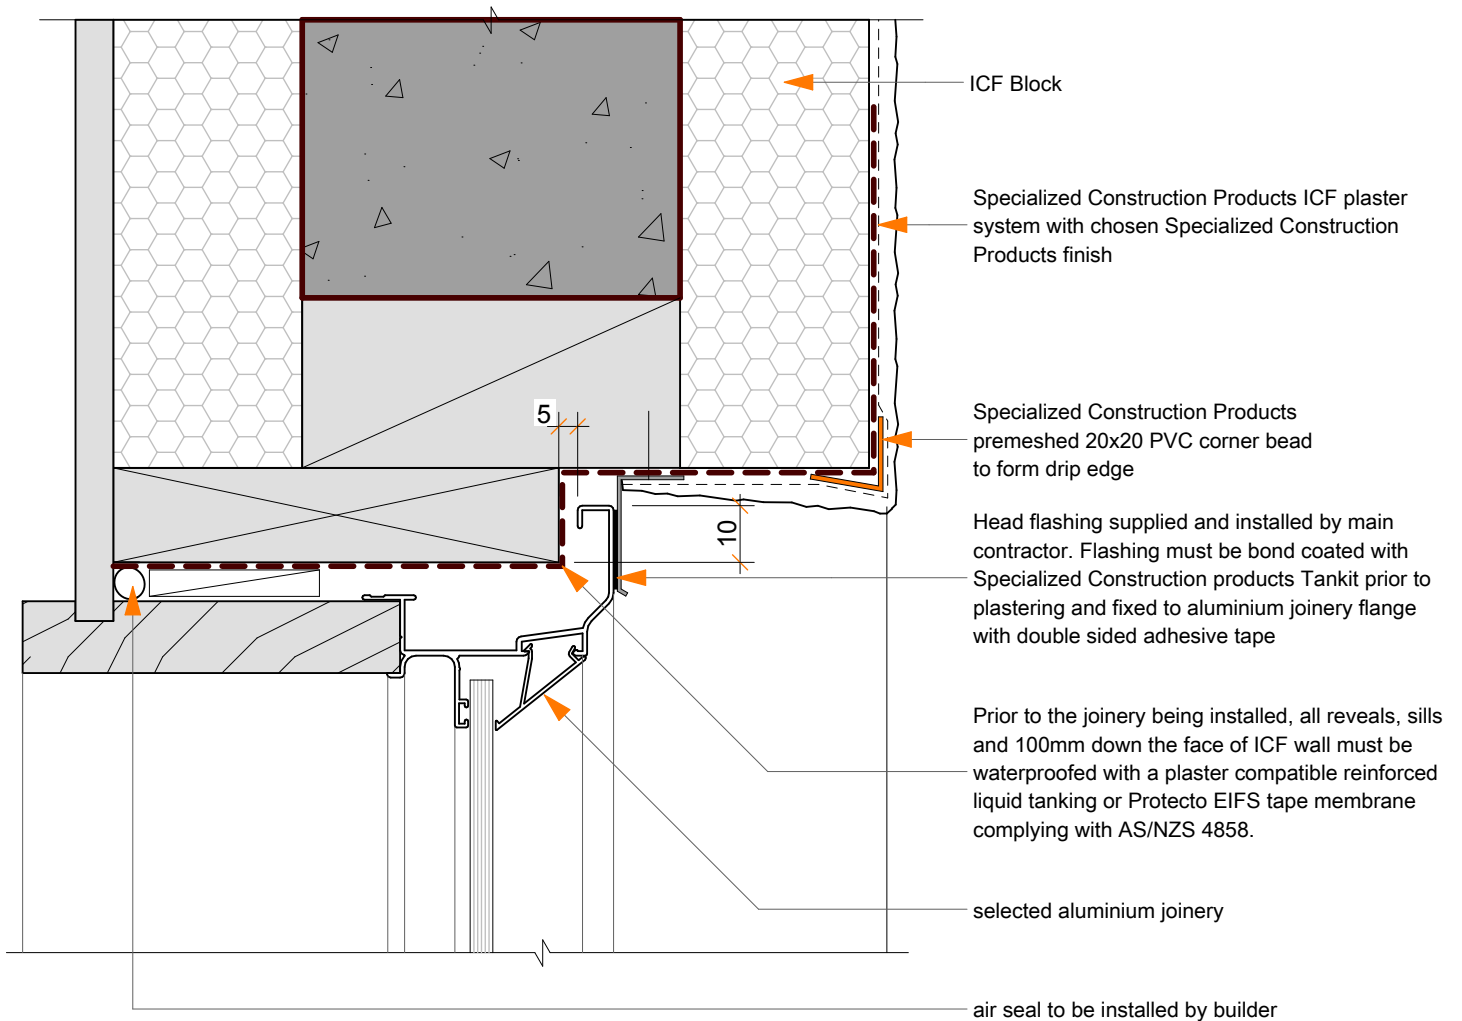 ICF Block
Specialized Construction Products ICF plaster
system with chosen Specialized Construction
Products finish
5
Specialized Construction Products
premeshed 20x20 PVC corner bead
to form drip edge
10
Head flashing supplied and installed by main
contractor. Flashing must be bond coated with
Specialized Construction products Tankit prior to
plastering and fixed to aluminium joinery flange
with double sided adhesive tape
Prior to the joinery being installed, all reveals, sills
and 100mm down the face of ICF wall must be
waterproofed with a plaster compatible reinforced
liquid tanking or Protecto EIFS tape membrane
complying with AS/NZS 4858.
selected aluminium joinery
air seal to be installed by builder